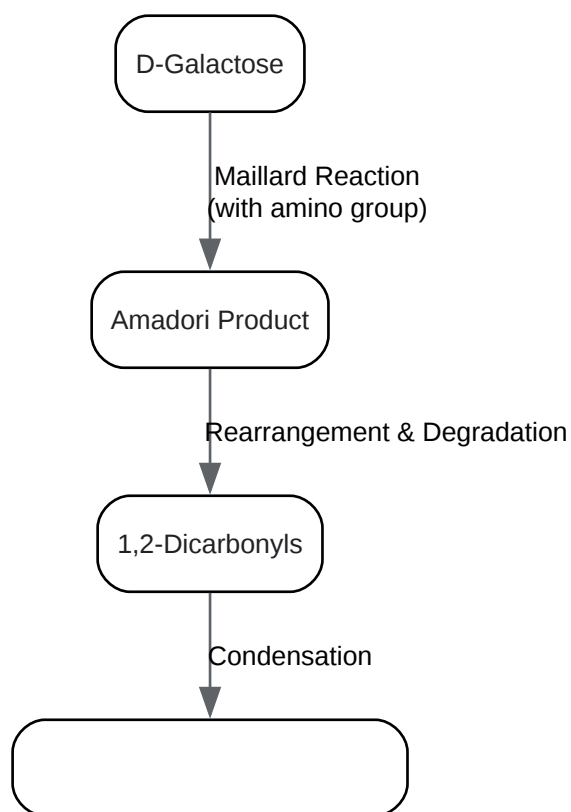 D-Galactose
Maillard Reaction
(with amino group)
Amadori Product
Rearrangement & Degradation
1,2-Dicarbonyls
Condensation